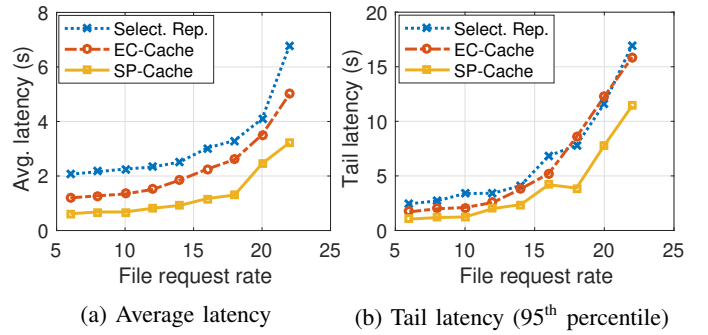 8
6
4
2
0
Avg. latency (s)
Select. Rep.
EC-Cache
SP-Cache
5 10 15 20 25
File request rate
(a) Average latency
20
15
10
5
0
Tail latency (s)
Select. Rep.
EC-Cache
SP-Cache
5 10 15 20 25
File request rate
(b) Tail latency (95th percentile)